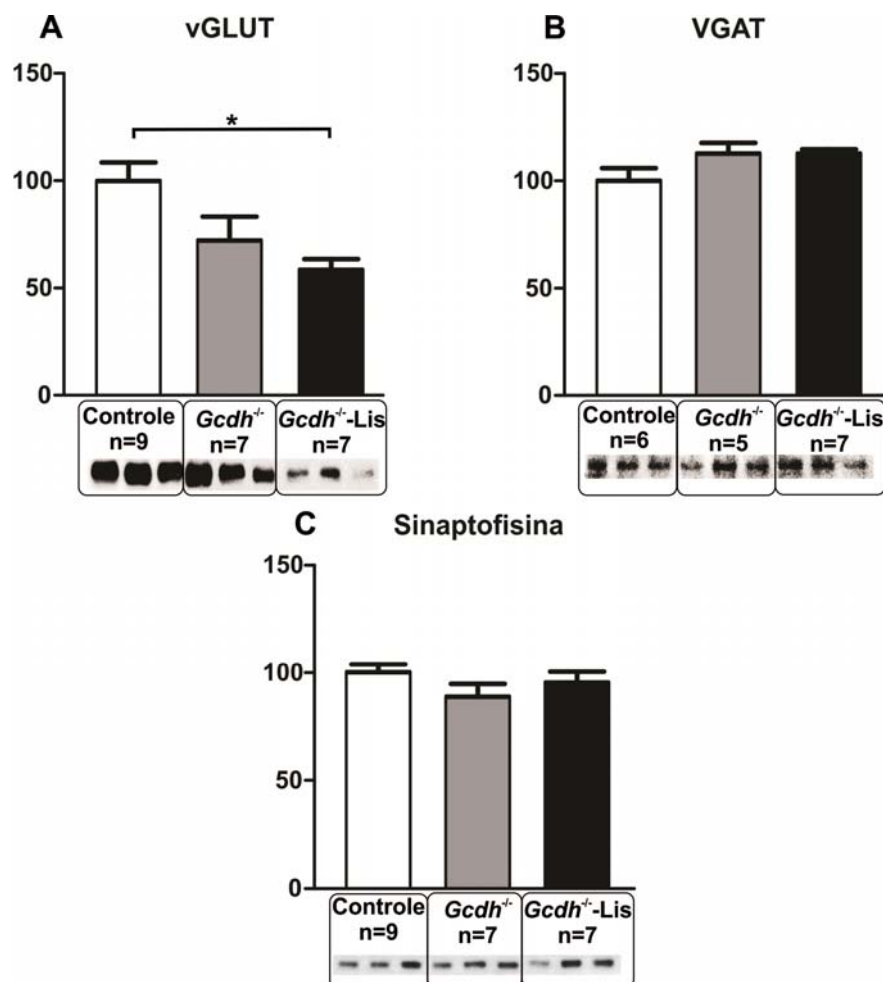 A
vGLUT
150
100
50
0
*
Controle
n=9
Gcdh-/-
n=7
Gcdh-/--Lis
n=7
B
VGAT
150
100
50
0
Controle
n=6
Gcdh-/-
n=5
Gcdh-/--Lis
n=7
C
Sinaptofisina
150
100
50
0
Controle
n=9
Gcdh-/-
n=7
Gcdh-/--Lis
n=7